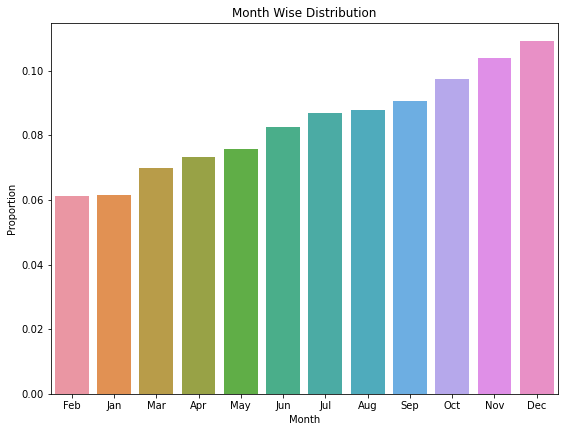 Month Wise Distribution
0.10
0.08
0.06
0.04
0.02
0.00
Proportion
Feb Jan Mar Apr May Jun Jul Aug Sep Oct Nov Dec
Month